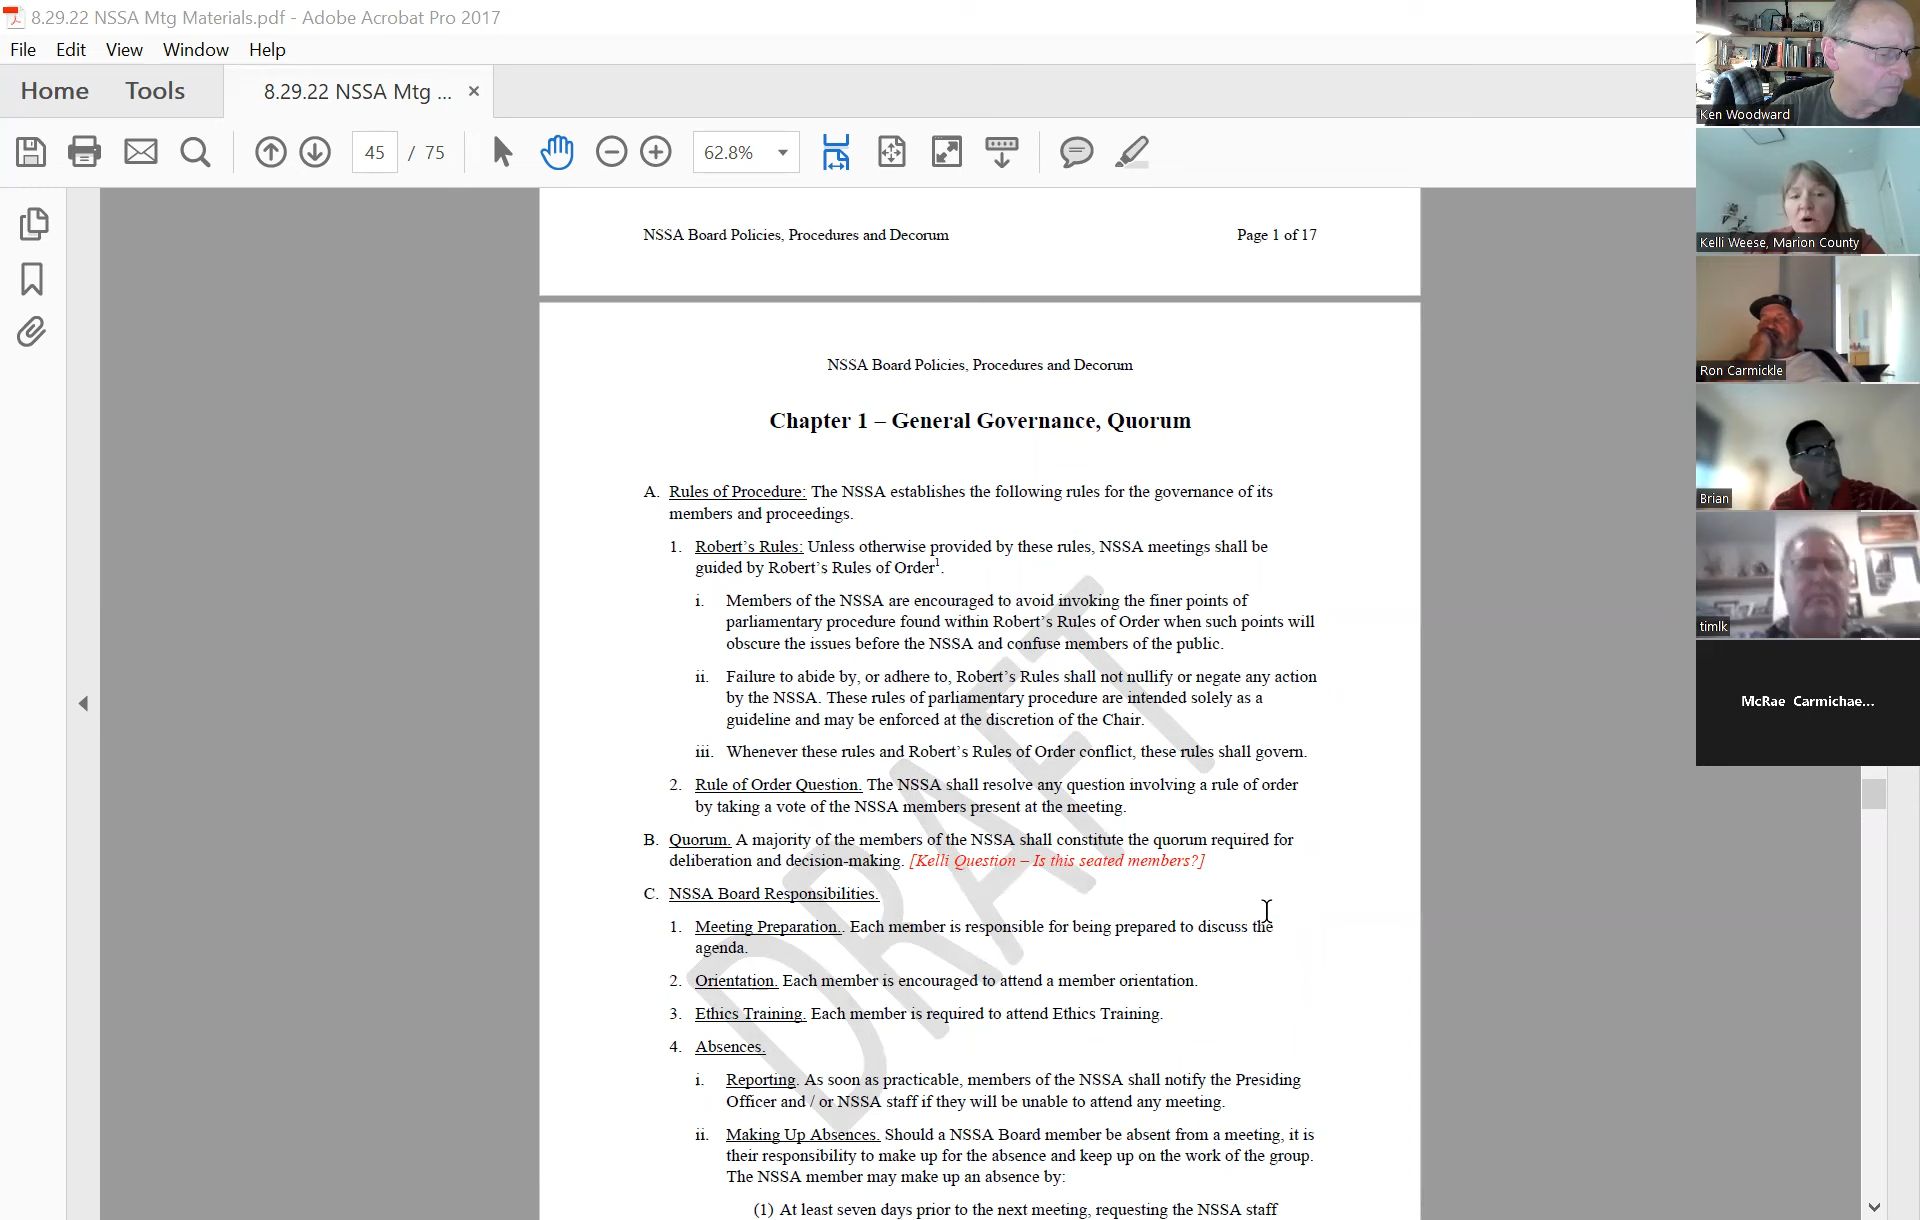 8.29.22 NSSA Mtg Materials.pdf - Adobe Acrobat Pro 2017
File Edit View Window Help
Home Tools 8.29.22 NSSA Mtg ... ×
45 / 75 62.8%
NSSA Board Policies, Procedures and Decorum Page 1 of 17
NSSA Board Policies, Procedures and Decorum
Chapter 1 – General Governance, Quorum
A. Rules of Procedure: The NSSA establishes the following rules for the governance of its
members and proceedings.
1. Robert's Rules: Unless otherwise provided by these rules, NSSA meetings shall be
guided by Robert's Rules of Order1.
i. Members of the NSSA are encouraged to avoid invoking the finer points of
parliamentary procedure found within Robert's Rules of Order when such points will
obscure the issues before the NSSA and confuse members of the public.
ii. Failure to abide by, or adhere to, Robert's Rules shall not nullify or negate any action
by the NSSA. These rules of parliamentary procedure are intended solely as a
guideline and may be enforced at the discretion of the Chair.
iii. Whenever these rules and Robert's Rules of Order conflict, these rules shall govern.
2. Rule of Order Question. The NSSA shall resolve any question involving a rule of order
by taking a vote of the NSSA members present at the meeting.
B. Quorum. A majority of the members of the NSSA shall constitute the quorum required for
deliberation and decision-making. [Kelli Question – Is this seated members?]
C. NSSA Board Responsibilities.
1. Meeting Preparation.. Each member is responsible for being prepared to discuss the
agenda.
2. Orientation. Each member is encouraged to attend a member orientation.
3. Ethics Training. Each member is required to attend Ethics Training.
4. Absences.
i. Reporting. As soon as practicable, members of the NSSA shall notify the Presiding
Officer and / or NSSA staff if they will be unable to attend any meeting.
ii. Making Up Absences. Should a NSSA Board member be absent from a meeting, it is
their responsibility to make up for the absence and keep up on the work of the group.
The NSSA member may make up an absence by:
(1) At least seven days prior to the next meeting, requesting the NSSA staff
DRAFT
Ken Woodward
Kelli Weese, Marion County
Ron Carmickle
Brian
timlk
McRae Carmichae...